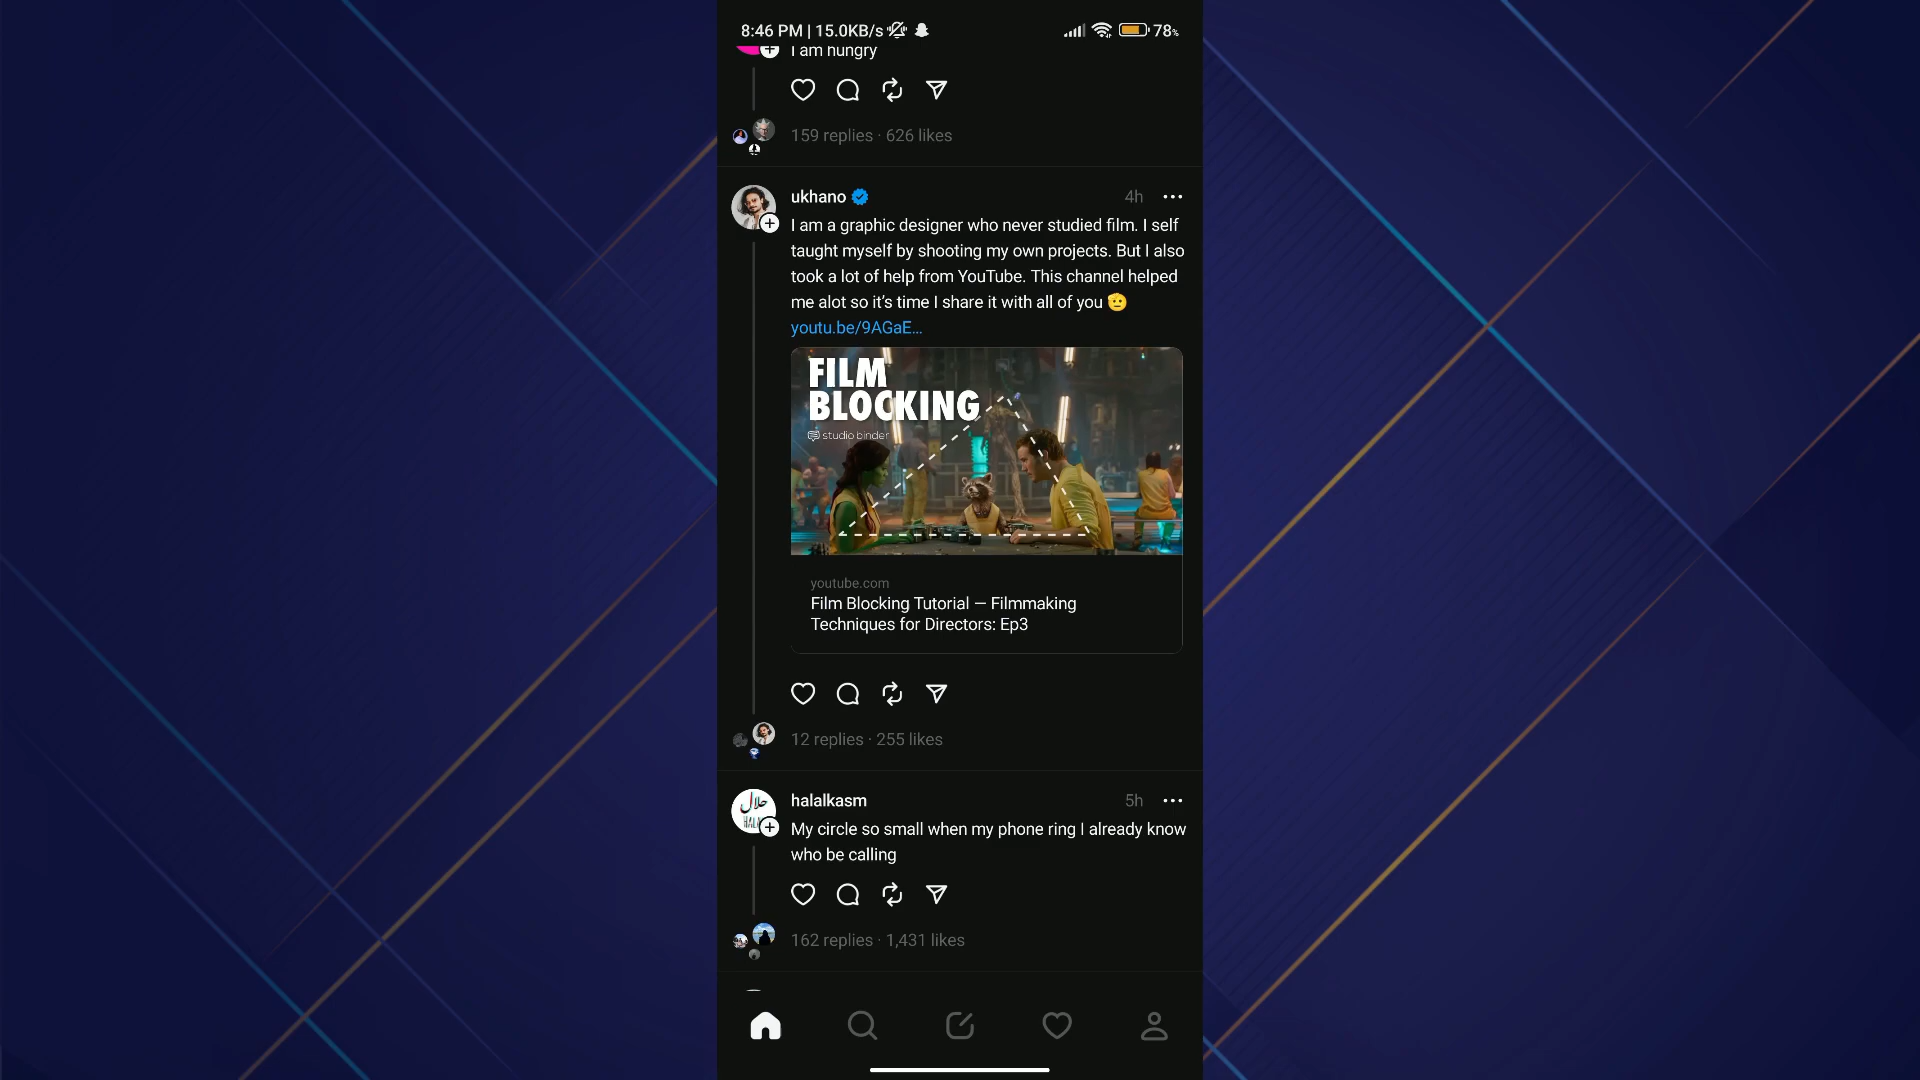 8:46 PM | 15.0KB/s
78%
I am hungry
159 replies · 626 likes
ukhano
4h
I am a graphic designer who never studied film. I self
taught myself by shooting my own projects. But I also
took a lot of help from YouTube. This channel helped
me alot so it's time I share it with all of you 🫡
youtu.be/9AGaE...
FILM
BLOCKING
studio binder
youtube.com
Film Blocking Tutorial — Filmmaking
Techniques for Directors: Ep3
12 replies · 255 likes
حلال
halalkasm
5h
My circle so small when my phone ring I already know
who be calling
162 replies · 1,431 likes